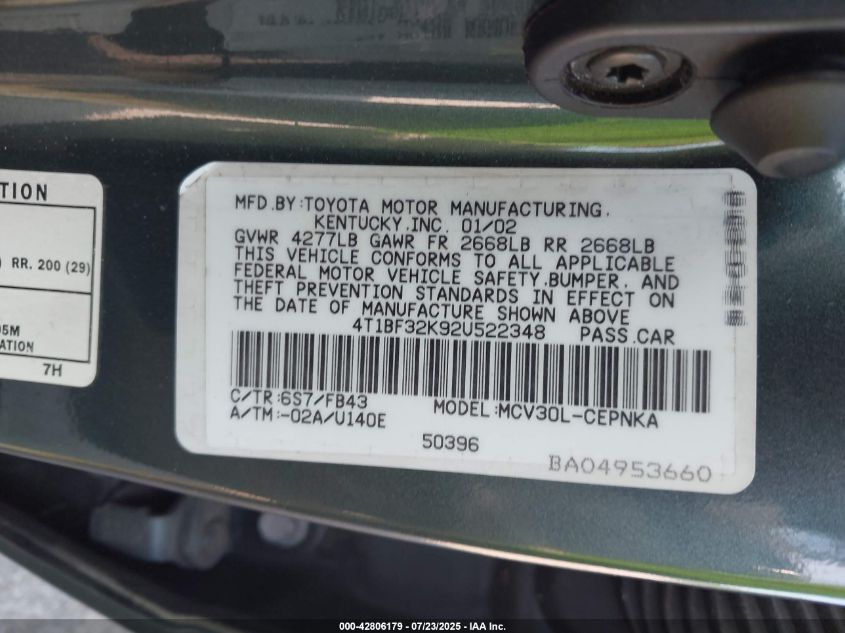 TION
RR. 200 (29)
05M
ATION
7H
MFD.BY:TOYOTA MOTOR MANUFACTURING.
KENTUCKY.INC. 01/02
GVWR 4277LB GAWR FR 2668LB RR 2668LB
THIS VEHICLE CONFORMS TO ALL APPLICABLE
FEDERAL MOTOR VEHICLE SAFETY.BUMPER. AND
THEFT PREVENTION STANDARDS IN EFFECT ON
THE DATE OF MANUFACTURE SHOWN ABOVE
4T1BF32K92U522348 PASS.CAR
C/TR:6S7/FB43
A/TM:-02A/U140E
MODEL:MCV30L-CEPNKA
50396
BA04953660
000-42806179 - 07/23/2025 - IAA Inc.